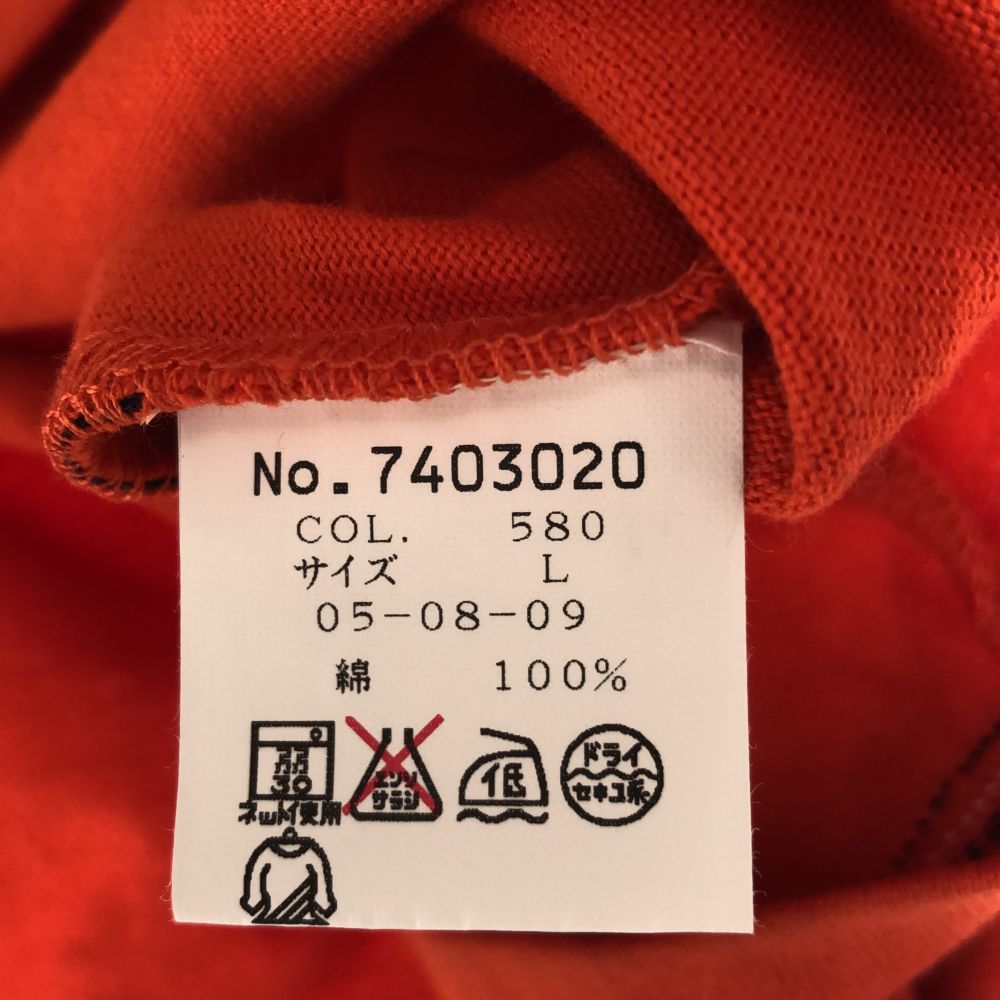 No. 7403020
COL. 580
サイズ L
05-08-09
綿 100%
弱
30
ネット使用
エンソ
サラシ
低
ドライ
セキユ系